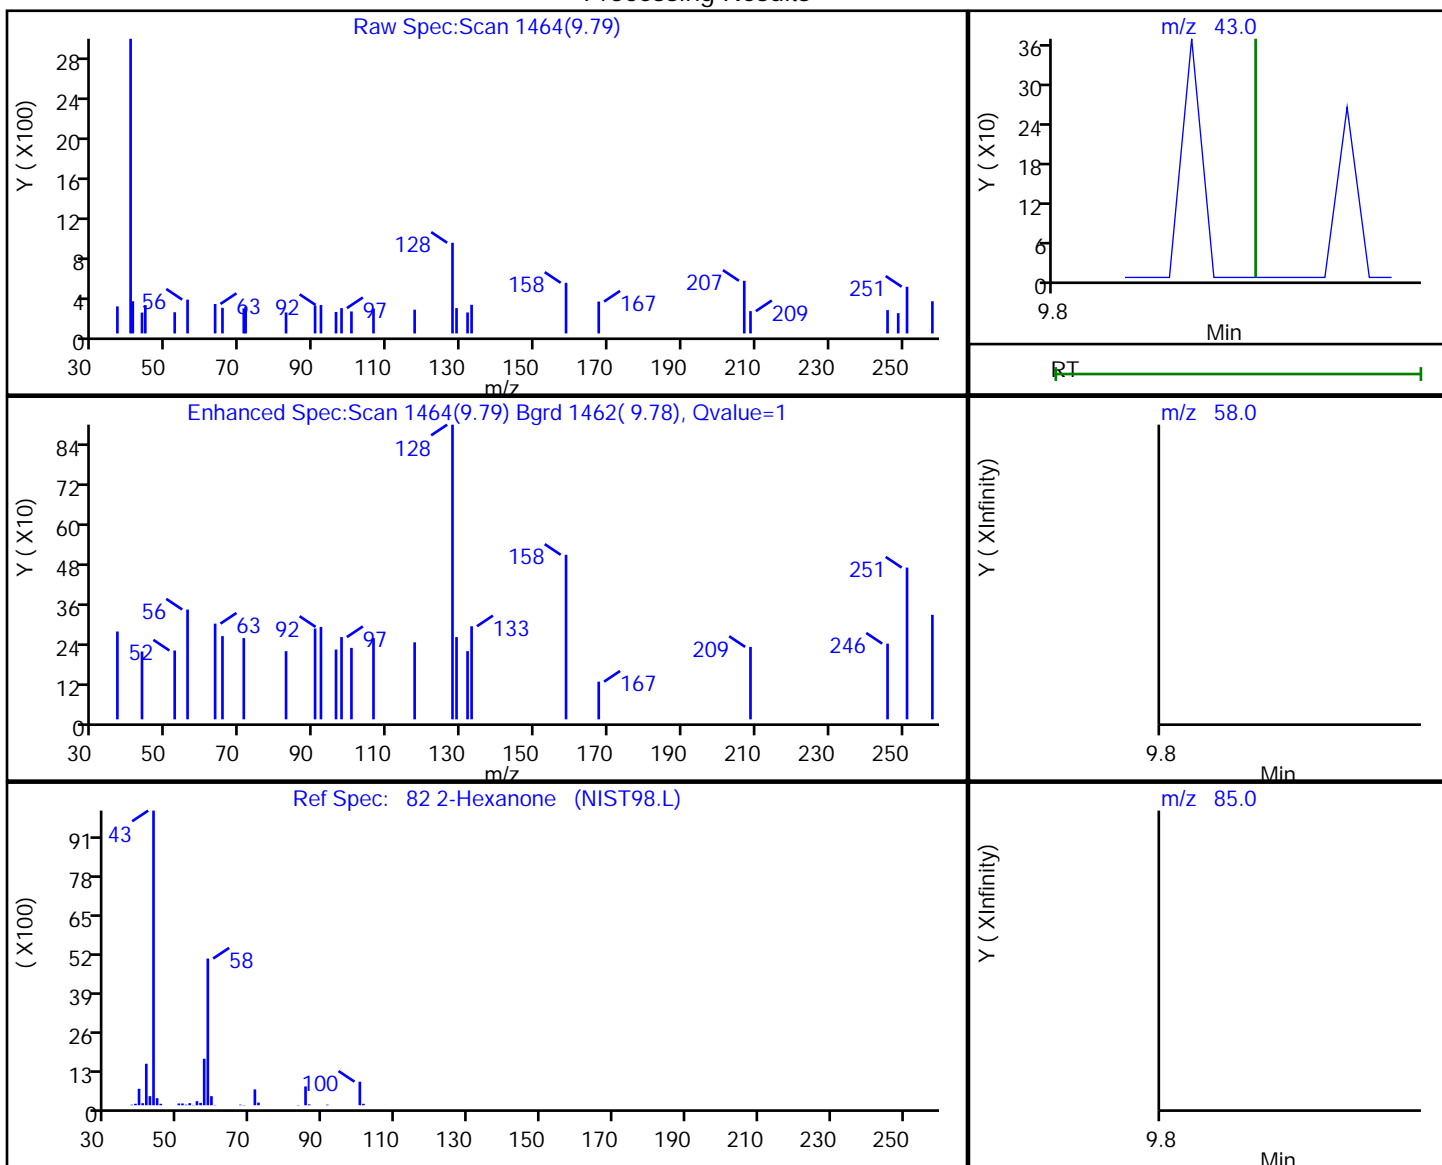 Processing Results
Raw Spec:Scan 1464(9.79)
Y ( X100)
28
24
20
16
12
8
4
0
56
63
92
97
128
158
167
207
209
251
30 50 70 90 110 130 150 170 190 210 230 250
m/z
m/z 43.0
Y ( X10)
36
30
24
18
12
6
0
9.8
Min
RT
Enhanced Spec:Scan 1464(9.79) Bgrd 1462( 9.78), Qvalue=1
Y ( X10)
84
72
60
48
36
24
12
0
52
56
63
92
97
128
133
158
167
209
246
251
30 50 70 90 110 130 150 170 190 210 230 250
m/z
m/z 58.0
Y ( XInfinity)
9.8
Min
Ref Spec: 82 2-Hexanone (NIST98.L)
( X100)
91
78
65
52
39
26
13
0
43
58
100
30 50 70 90 110 130 150 170 190 210 230 250
m/z 85.0
Y ( XInfinity)
9.8
Min